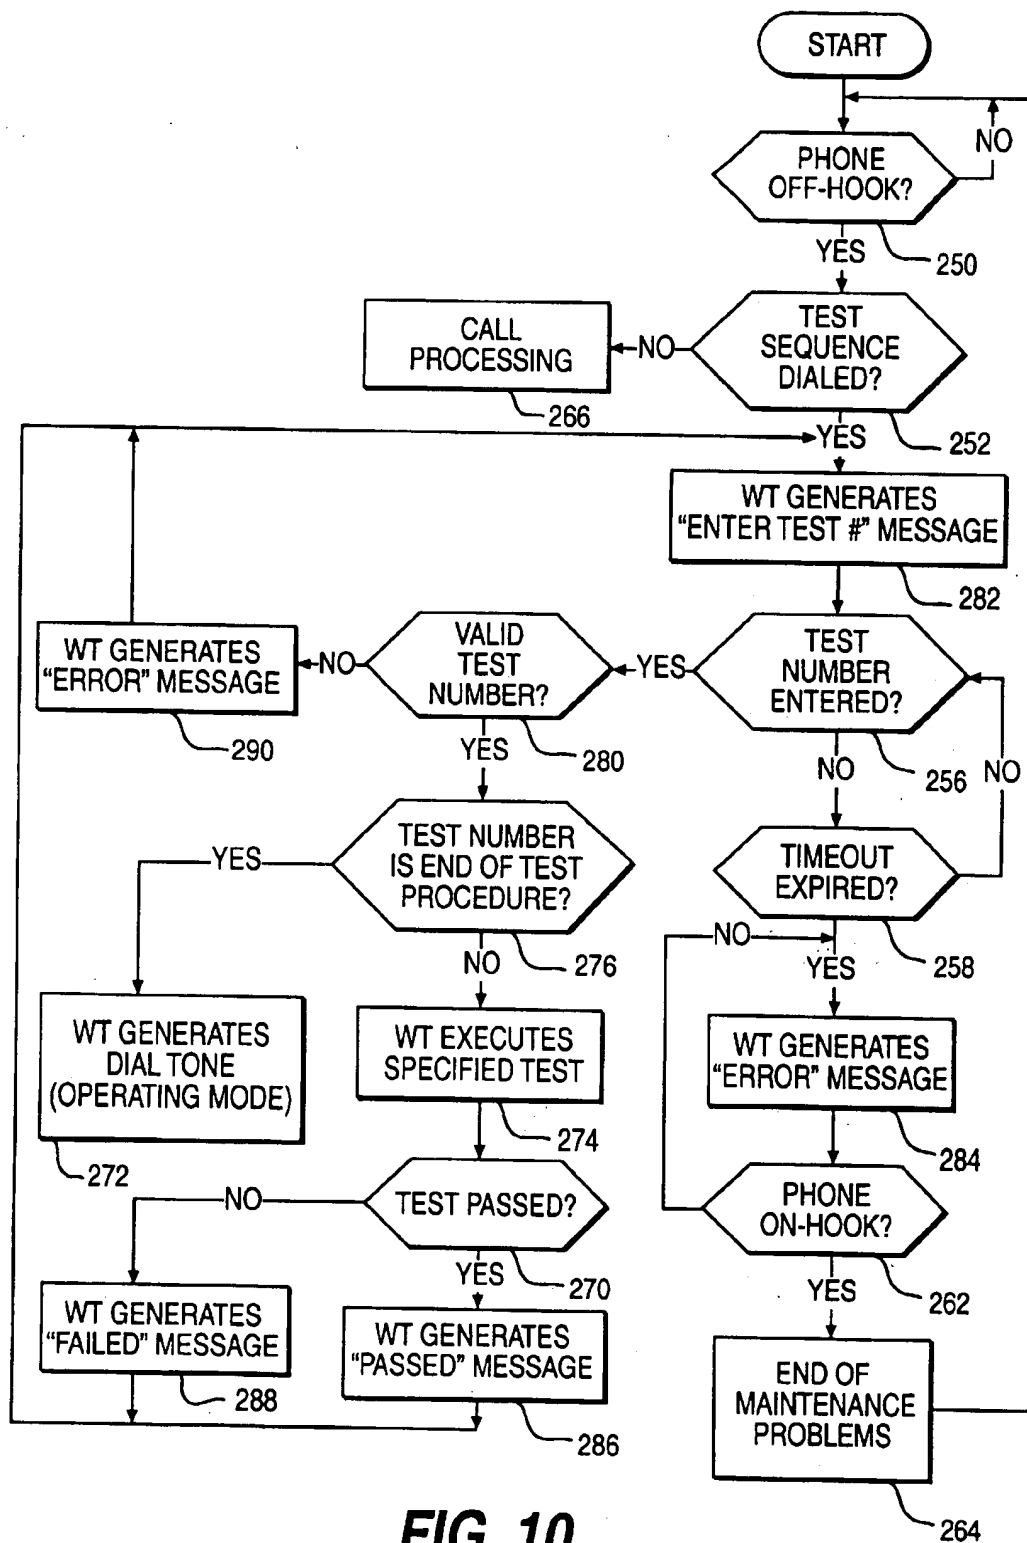 START
NO
PHONE
OFF-HOOK?
250
YES
TEST
SEQUENCE
DIALED?
252
NO
CALL
PROCESSING
266
YES
WT GENERATES
“ENTER TEST #” MESSAGE
282
TEST
NUMBER
ENTERED?
256
YES
VALID
TEST
NUMBER?
280
NO
WT GENERATES
“ERROR” MESSAGE
290
YES
NO
NO
TEST NUMBER
IS END OF TEST
PROCEDURE?
276
YES
TIMEOUT
EXPIRED?
258
NO
YES
NO
WT GENERATES
DIAL TONE
(OPERATING MODE)
272
WT EXECUTES
SPECIFIED TEST
274
WT GENERATES
“ERROR” MESSAGE
284
TEST PASSED?
270
NO
YES
PHONE
ON-HOOK?
262
YES
WT GENERATES
“FAILED” MESSAGE
288
WT GENERATES
“PASSED” MESSAGE
286
END OF
MAINTENANCE
PROBLEMS
264
FIG. 10